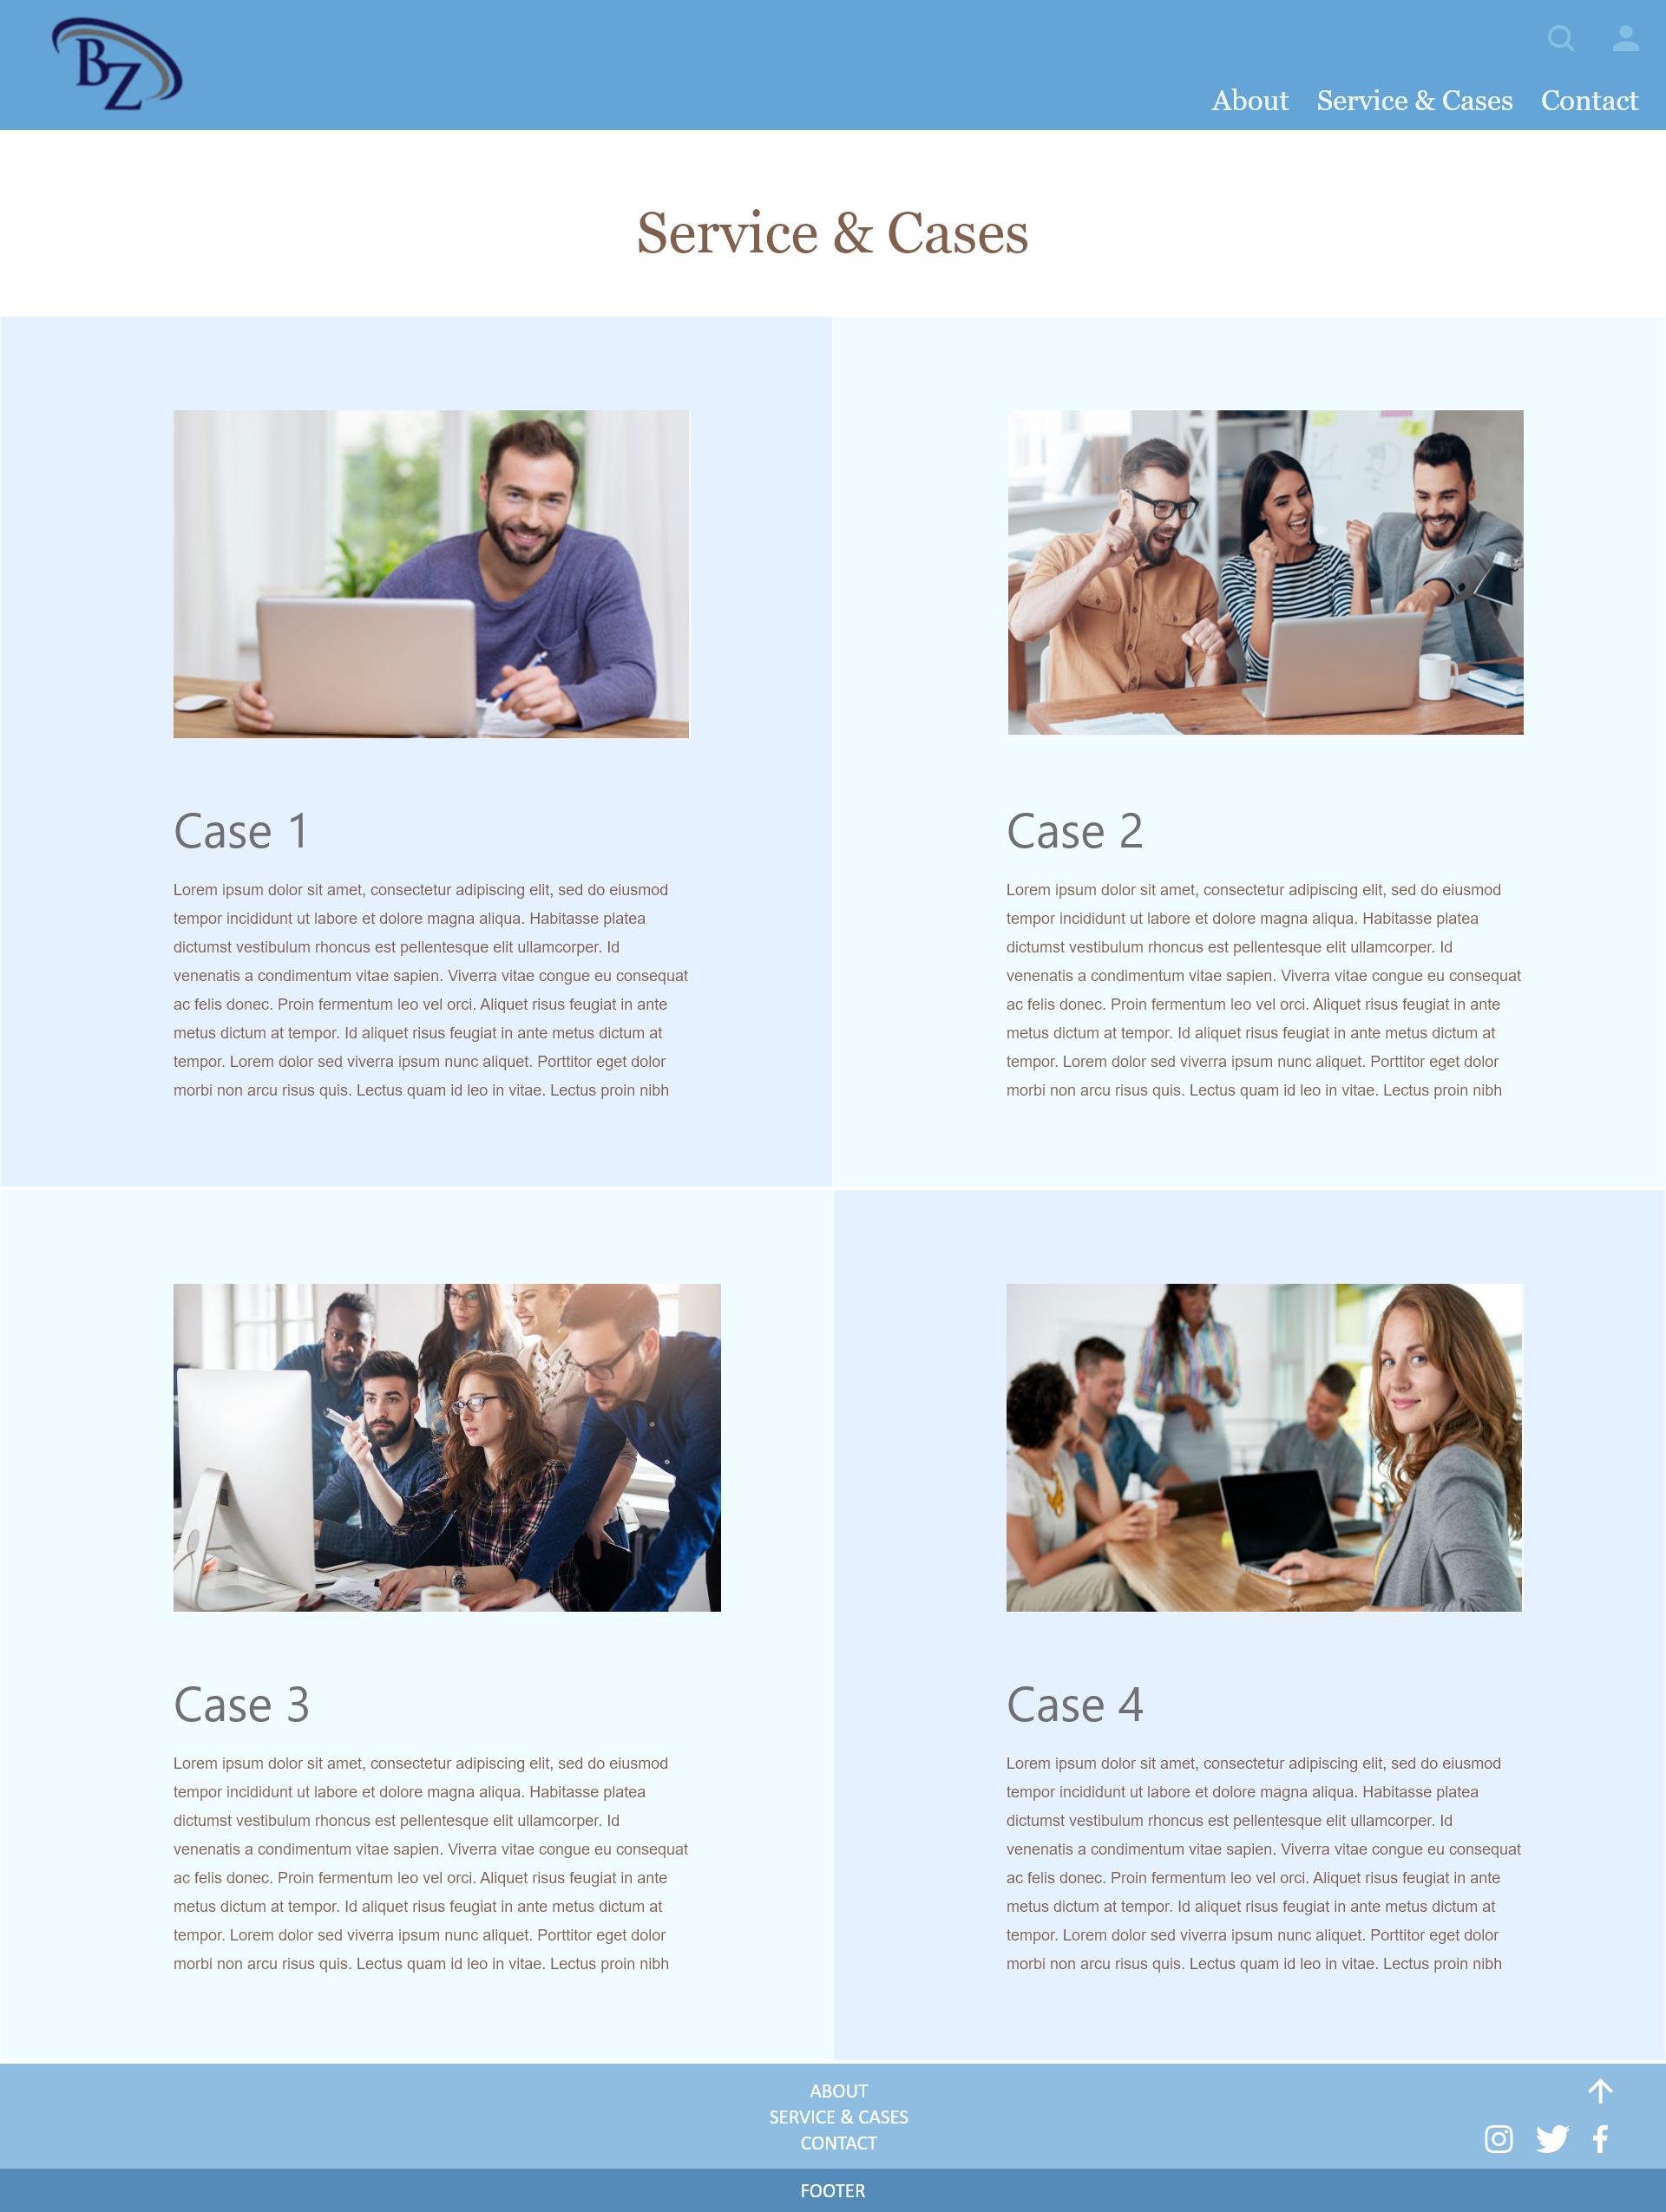 BZ
About Service & Cases Contact
Service & Cases
Case 1
Lorem ipsum dolor sit amet, consectetur adipiscing elit, sed do eiusmod
tempor incididunt ut labore et dolore magna aliqua. Habitasse platea
dictumst vestibulum rhoncus est pellentesque elit ullamcorper. Id
venenatis a condimentum vitae sapien. Viverra vitae congue eu consequat
ac felis donec. Proin fermentum leo vel orci. Aliquet risus feugiat in ante
metus dictum at tempor. Id aliquet risus feugiat in ante metus dictum at
tempor. Lorem dolor sed viverra ipsum nunc aliquet. Porttitor eget dolor
morbi non arcu risus quis. Lectus quam id leo in vitae. Lectus proin nibh
Case 2
Lorem ipsum dolor sit amet, consectetur adipiscing elit, sed do eiusmod
tempor incididunt ut labore et dolore magna aliqua. Habitasse platea
dictumst vestibulum rhoncus est pellentesque elit ullamcorper. Id
venenatis a condimentum vitae sapien. Viverra vitae congue eu consequat
ac felis donec. Proin fermentum leo vel orci. Aliquet risus feugiat in ante
metus dictum at tempor. Id aliquet risus feugiat in ante metus dictum at
tempor. Lorem dolor sed viverra ipsum nunc aliquet. Porttitor eget dolor
morbi non arcu risus quis. Lectus quam id leo in vitae. Lectus proin nibh
Case 3
Lorem ipsum dolor sit amet, consectetur adipiscing elit, sed do eiusmod
tempor incididunt ut labore et dolore magna aliqua. Habitasse platea
dictumst vestibulum rhoncus est pellentesque elit ullamcorper. Id
venenatis a condimentum vitae sapien. Viverra vitae congue eu consequat
ac felis donec. Proin fermentum leo vel orci. Aliquet risus feugiat in ante
metus dictum at tempor. Id aliquet risus feugiat in ante metus dictum at
tempor. Lorem dolor sed viverra ipsum nunc aliquet. Porttitor eget dolor
morbi non arcu risus quis. Lectus quam id leo in vitae. Lectus proin nibh
Case 4
Lorem ipsum dolor sit amet, consectetur adipiscing elit, sed do eiusmod
tempor incididunt ut labore et dolore magna aliqua. Habitasse platea
dictumst vestibulum rhoncus est pellentesque elit ullamcorper. Id
venenatis a condimentum vitae sapien. Viverra vitae congue eu consequat
ac felis donec. Proin fermentum leo vel orci. Aliquet risus feugiat in ante
metus dictum at tempor. Id aliquet risus feugiat in ante metus dictum at
tempor. Lorem dolor sed viverra ipsum nunc aliquet. Porttitor eget dolor
morbi non arcu risus quis. Lectus quam id leo in vitae. Lectus proin nibh
ABOUT
SERVICE & CASES
CONTACT
FOOTER